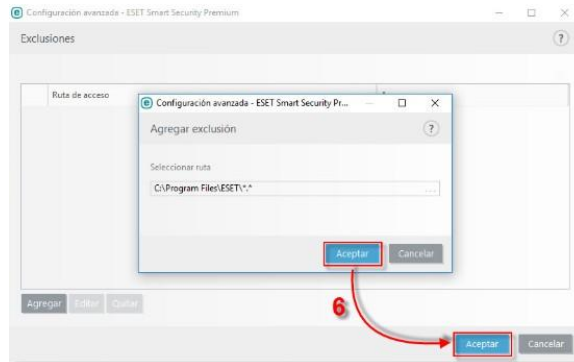 Configuración avanzada - ESET Smart Security Premium
Exclusiones
?
Ruta de acceso
Configuración avanzada - ESET Smart Security Pr...
Agregar exclusión
?
Seleccionar ruta
C:\Program Files\ESET\*.*
...
Aceptar
Cancelar
Agregar
Editar
Quitar
6
Aceptar
Cancelar